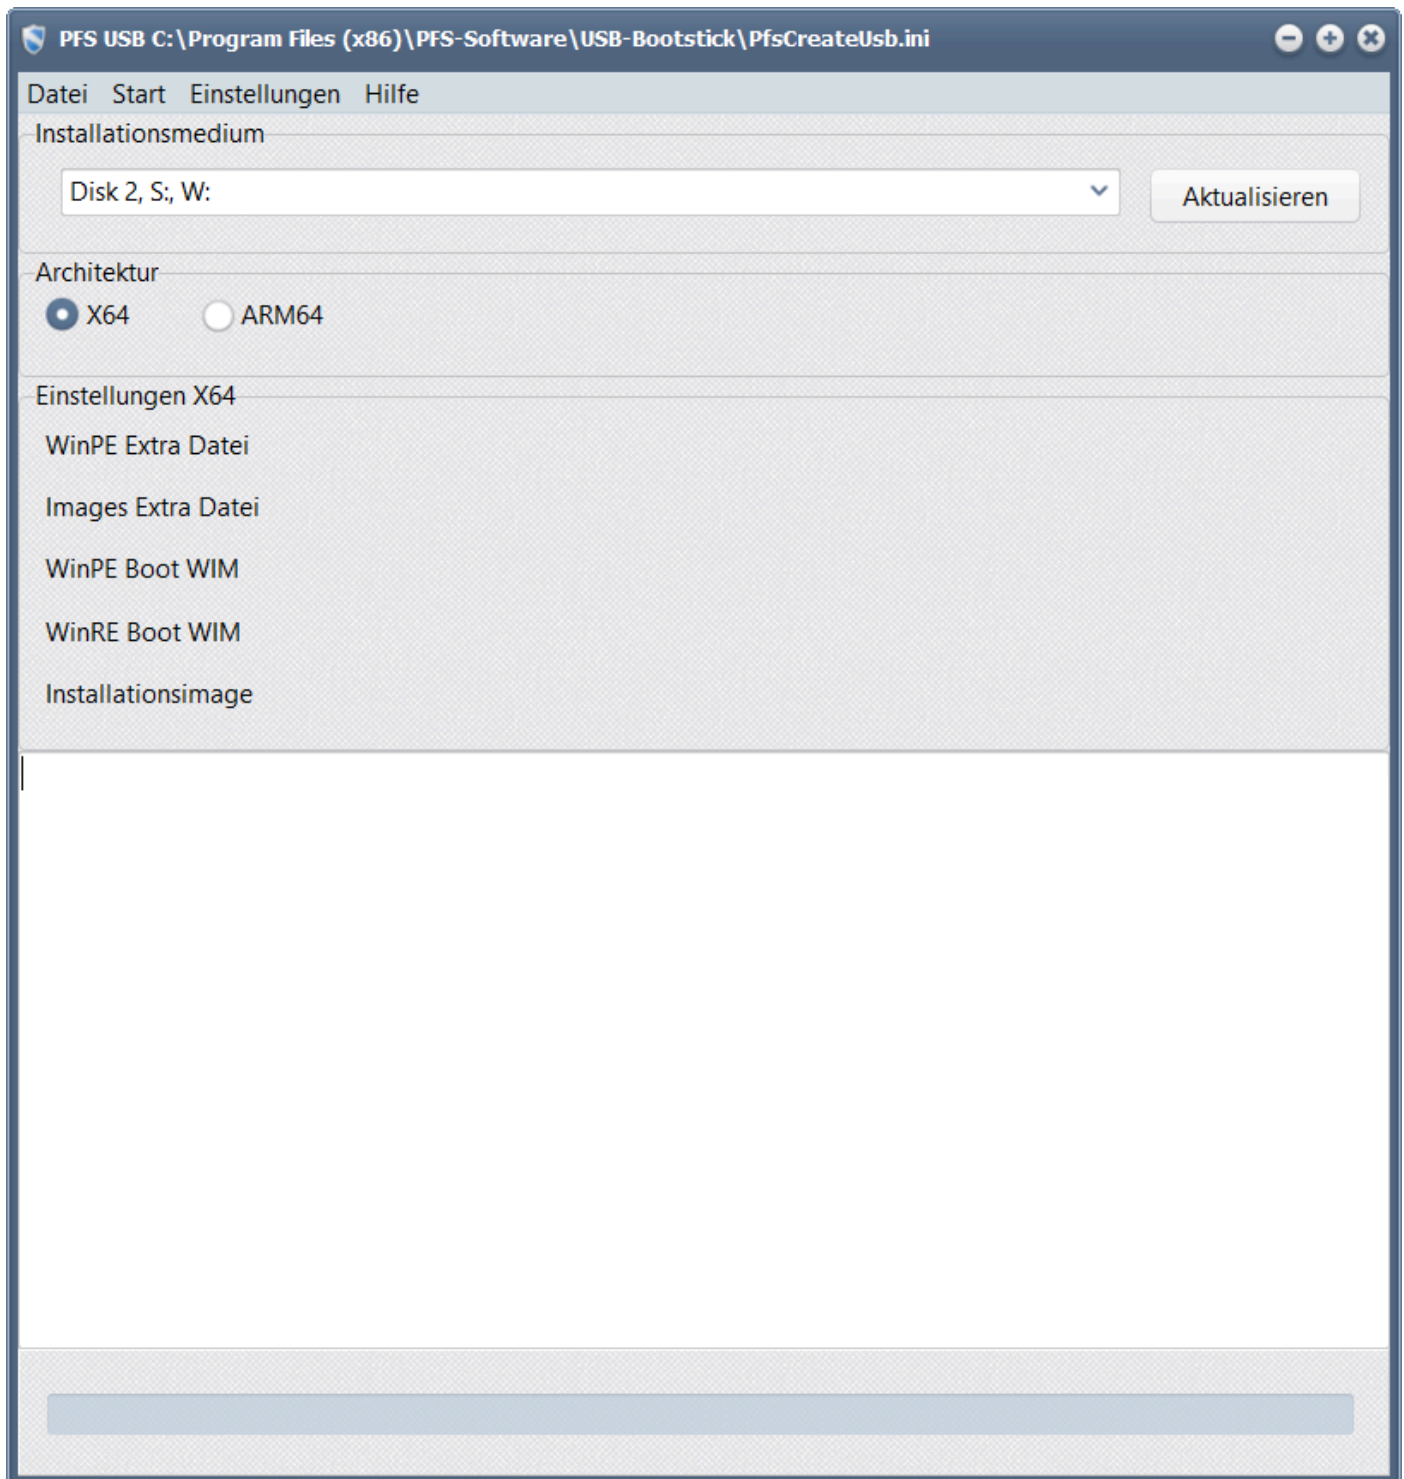 PFS USB C:\Program Files (x86)\PFS-Software\USB-Bootstick\PfsCreateUsb.ini
Datei Start Einstellungen Hilfe
Installationsmedium
Disk 2, S:, W:
Aktualisieren
Architektur
X64 ARM64
Einstellungen X64
WinPE Extra Datei
Images Extra Datei
WinPE Boot WIM
WinRE Boot WIM
Installationsimage